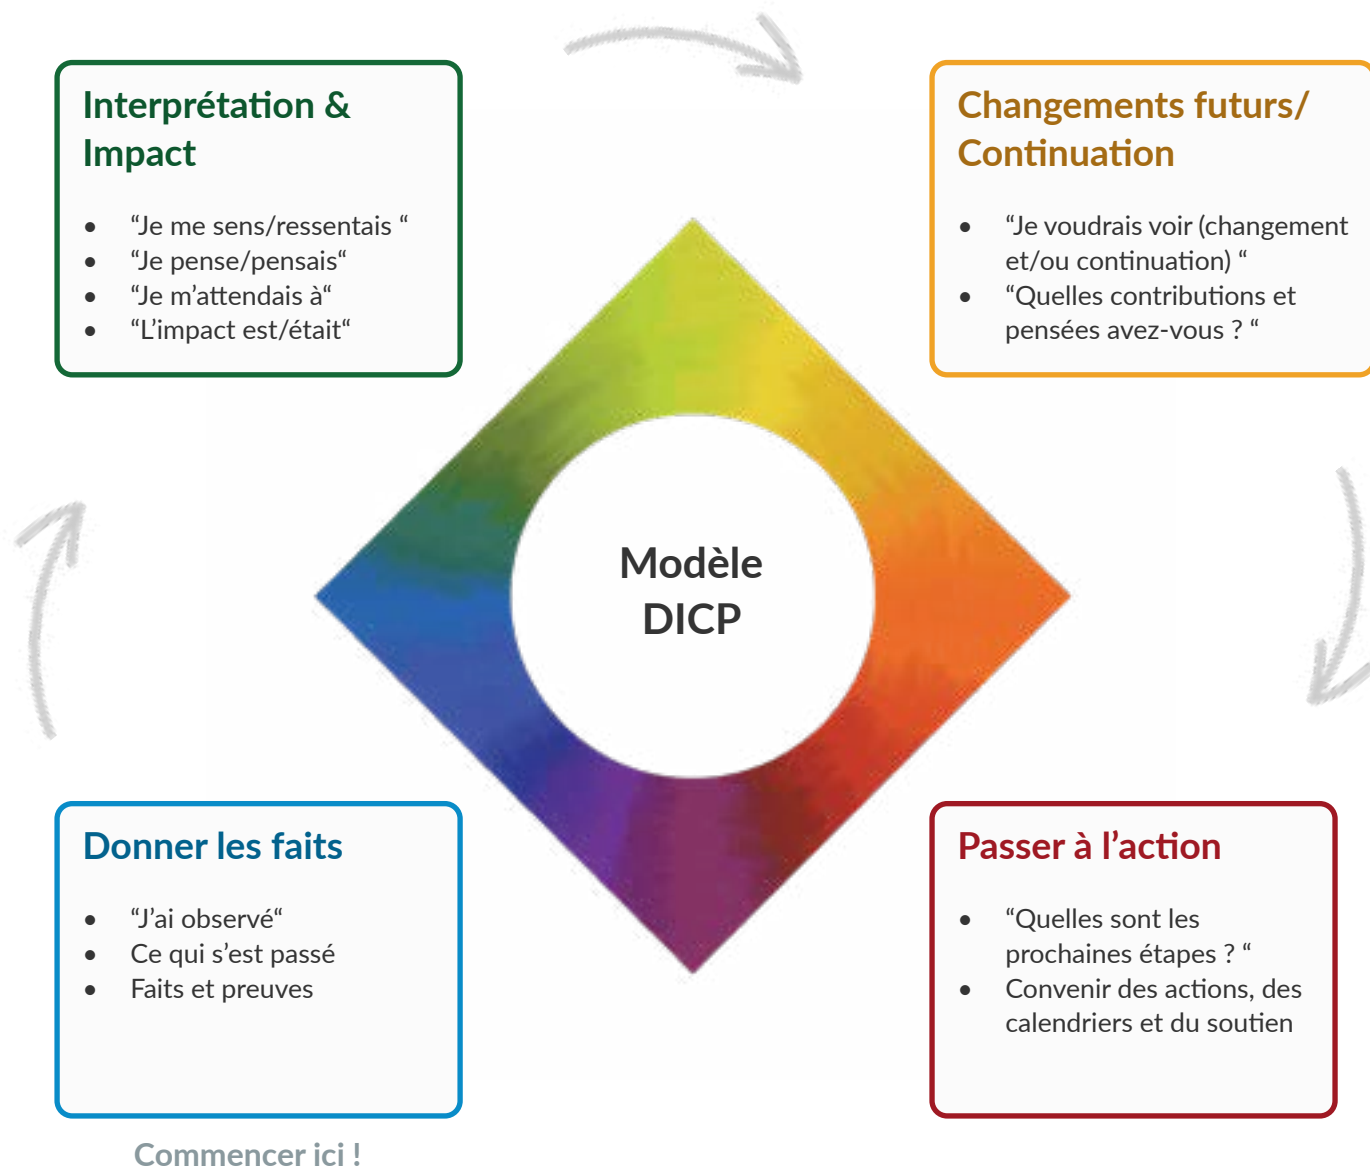 Interprétation &
Impact
• “Je me sens/ressentais “
• “Je pense/pensais“
• “Je m’attendais à“
• “L’impact est/était“
Changements futurs/
Continuation
• “Je voudrais voir (changement
et/ou continuation) “
• “Quelles contributions et
pensées avez-vous ? “
Modèle
DICP
Donner les faits
• “J’ai observé“
• Ce qui s’est passé
• Faits et preuves
Passer à l’action
• “Quelles sont les
prochaines étapes ? “
• Convenir des actions, des
calendriers et du soutien
Commencer ici !